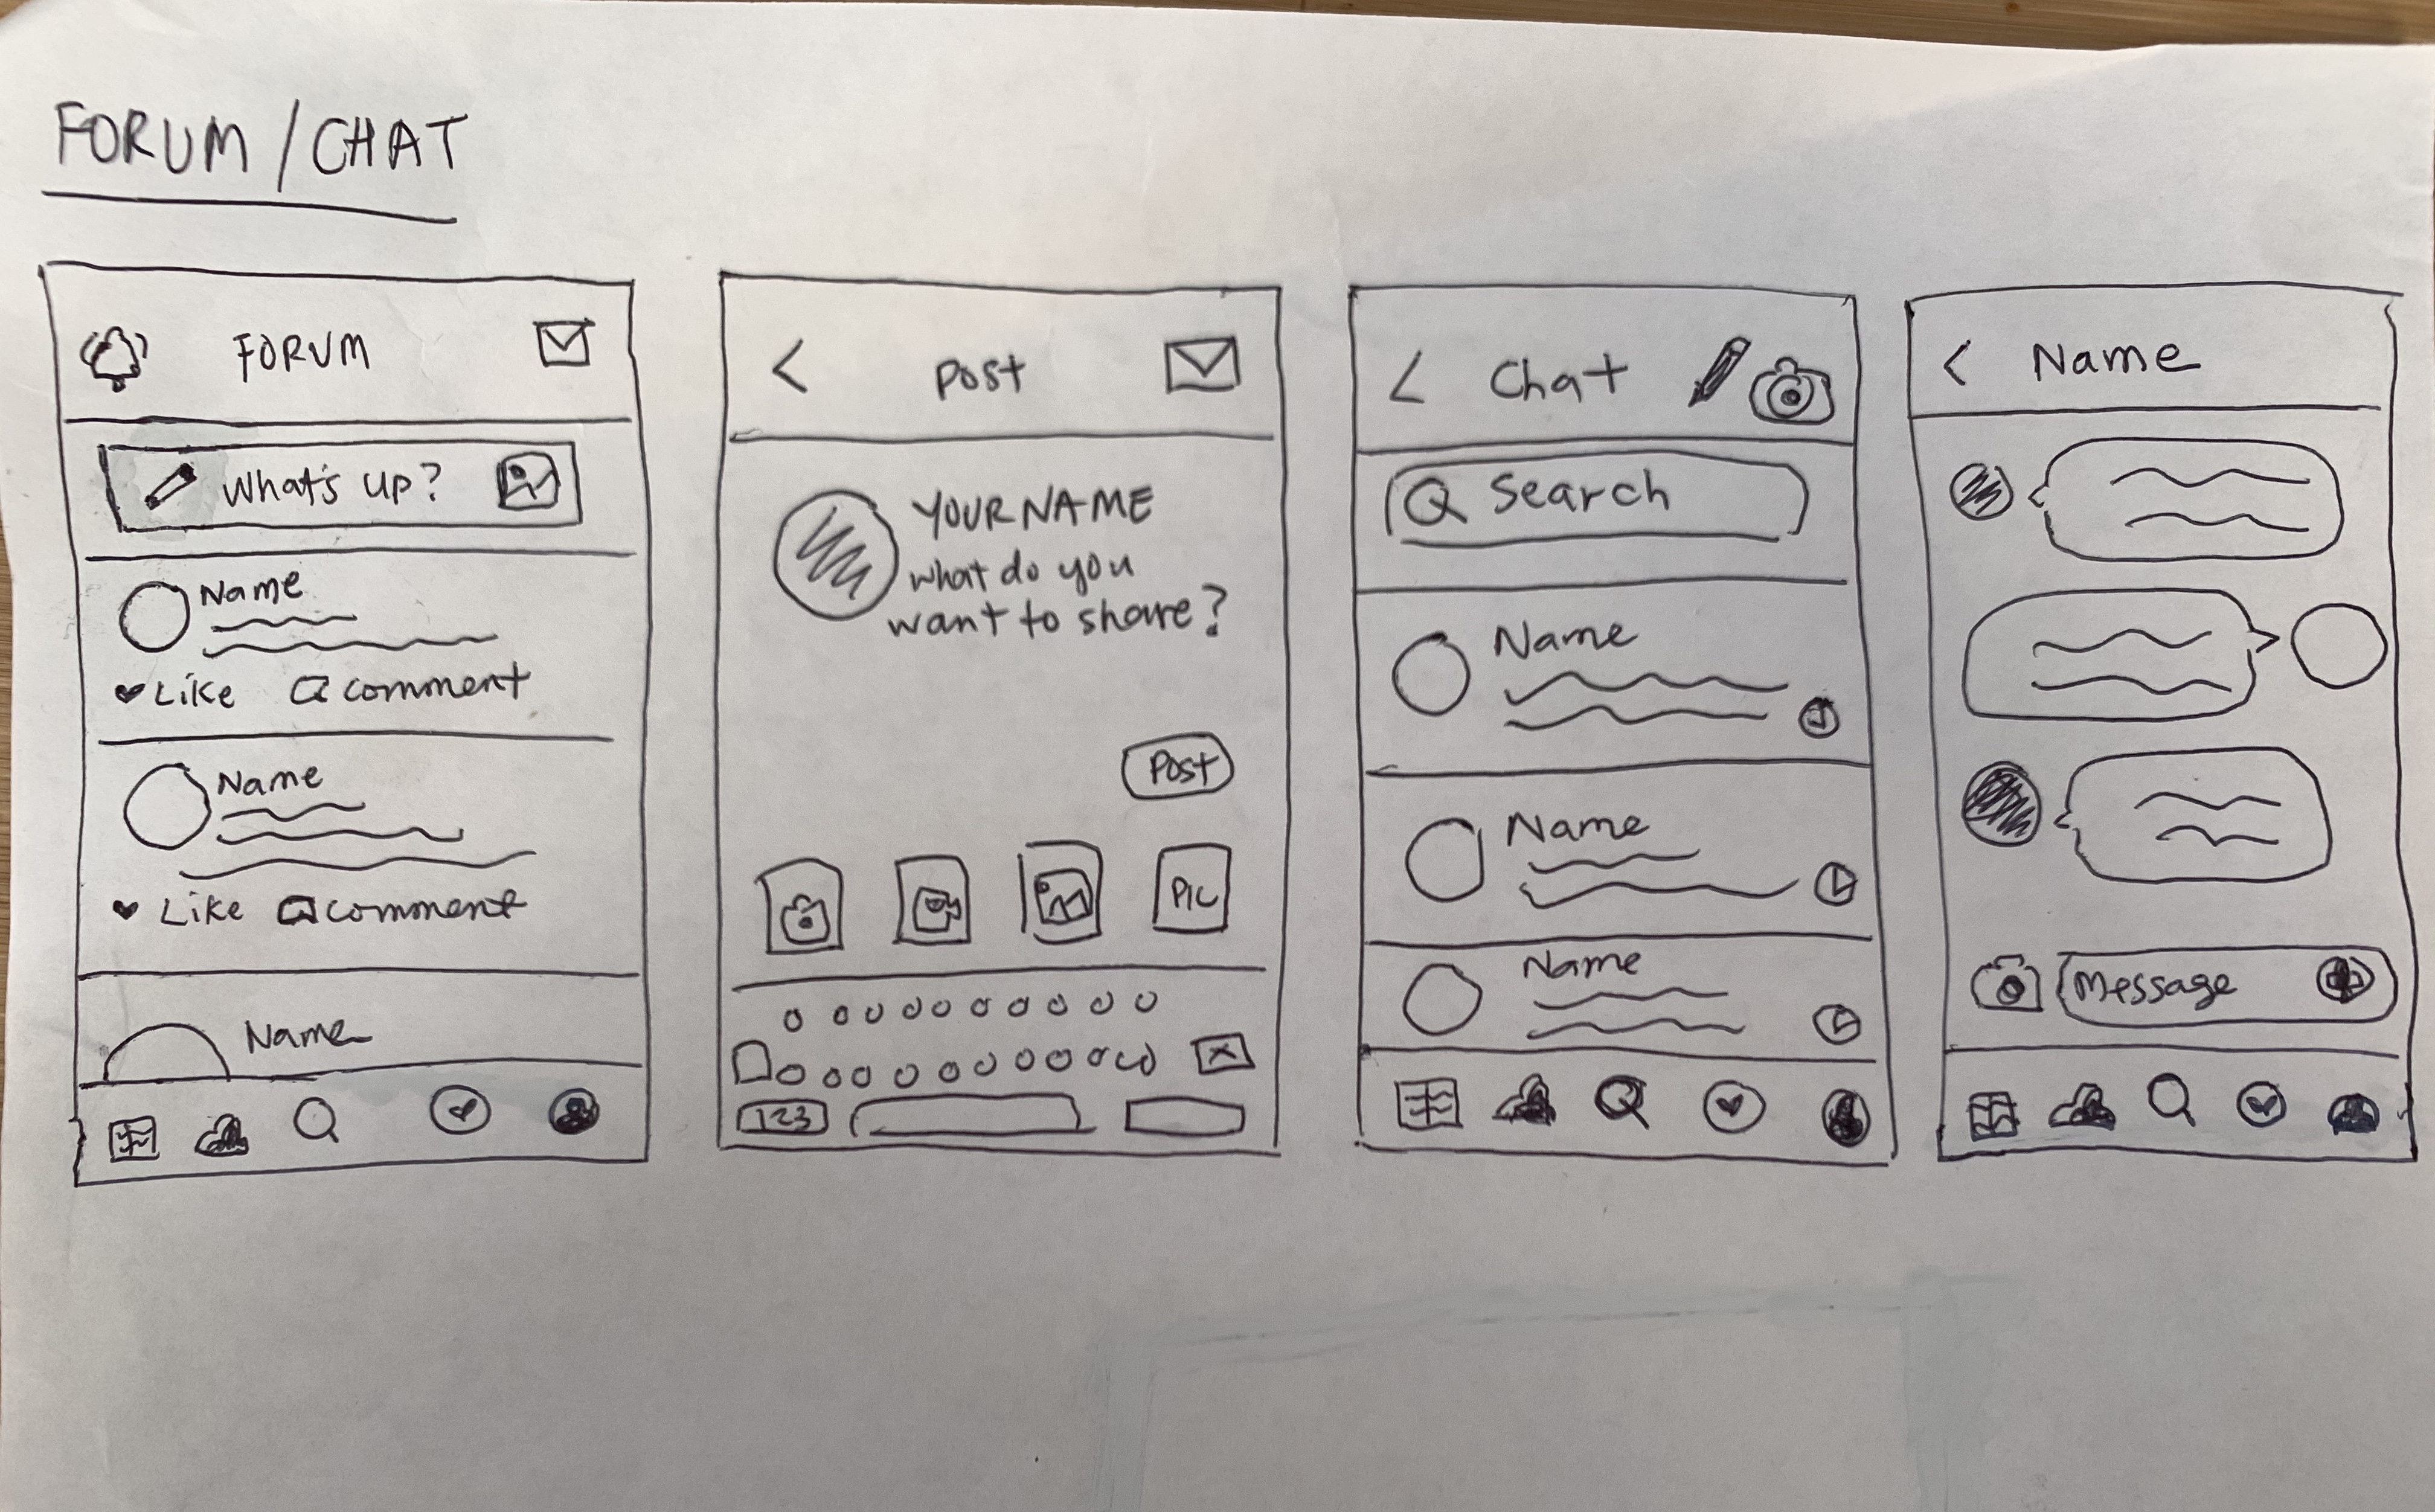 FORUM / CHAT
FORUM
What's up?
Name
Like comment
Name
Like comment
Name
Post
YOUR NAME
what do you
want to share?
Post
PIC
123
Chat
Search
Name
Name
Name
Name
Message